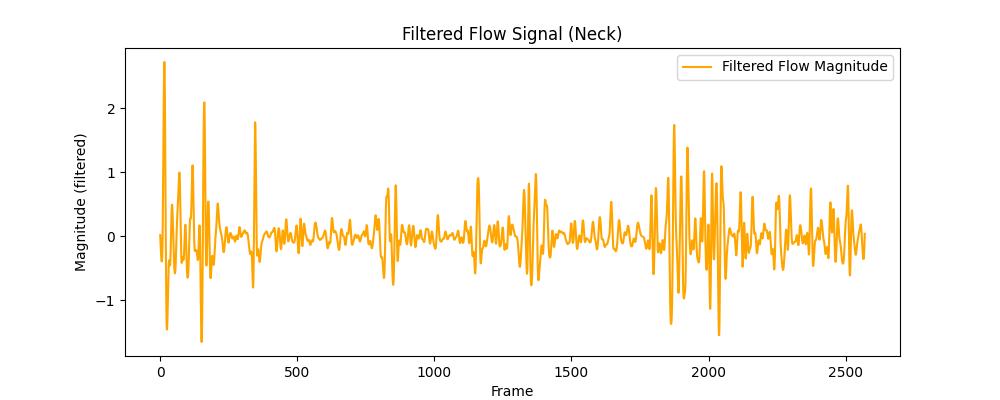 Filtered Flow Signal (Neck)
Filtered Flow Magnitude
Magnitude (filtered)
2
1
0
−1
0
500
1000
1500
2000
2500
Frame